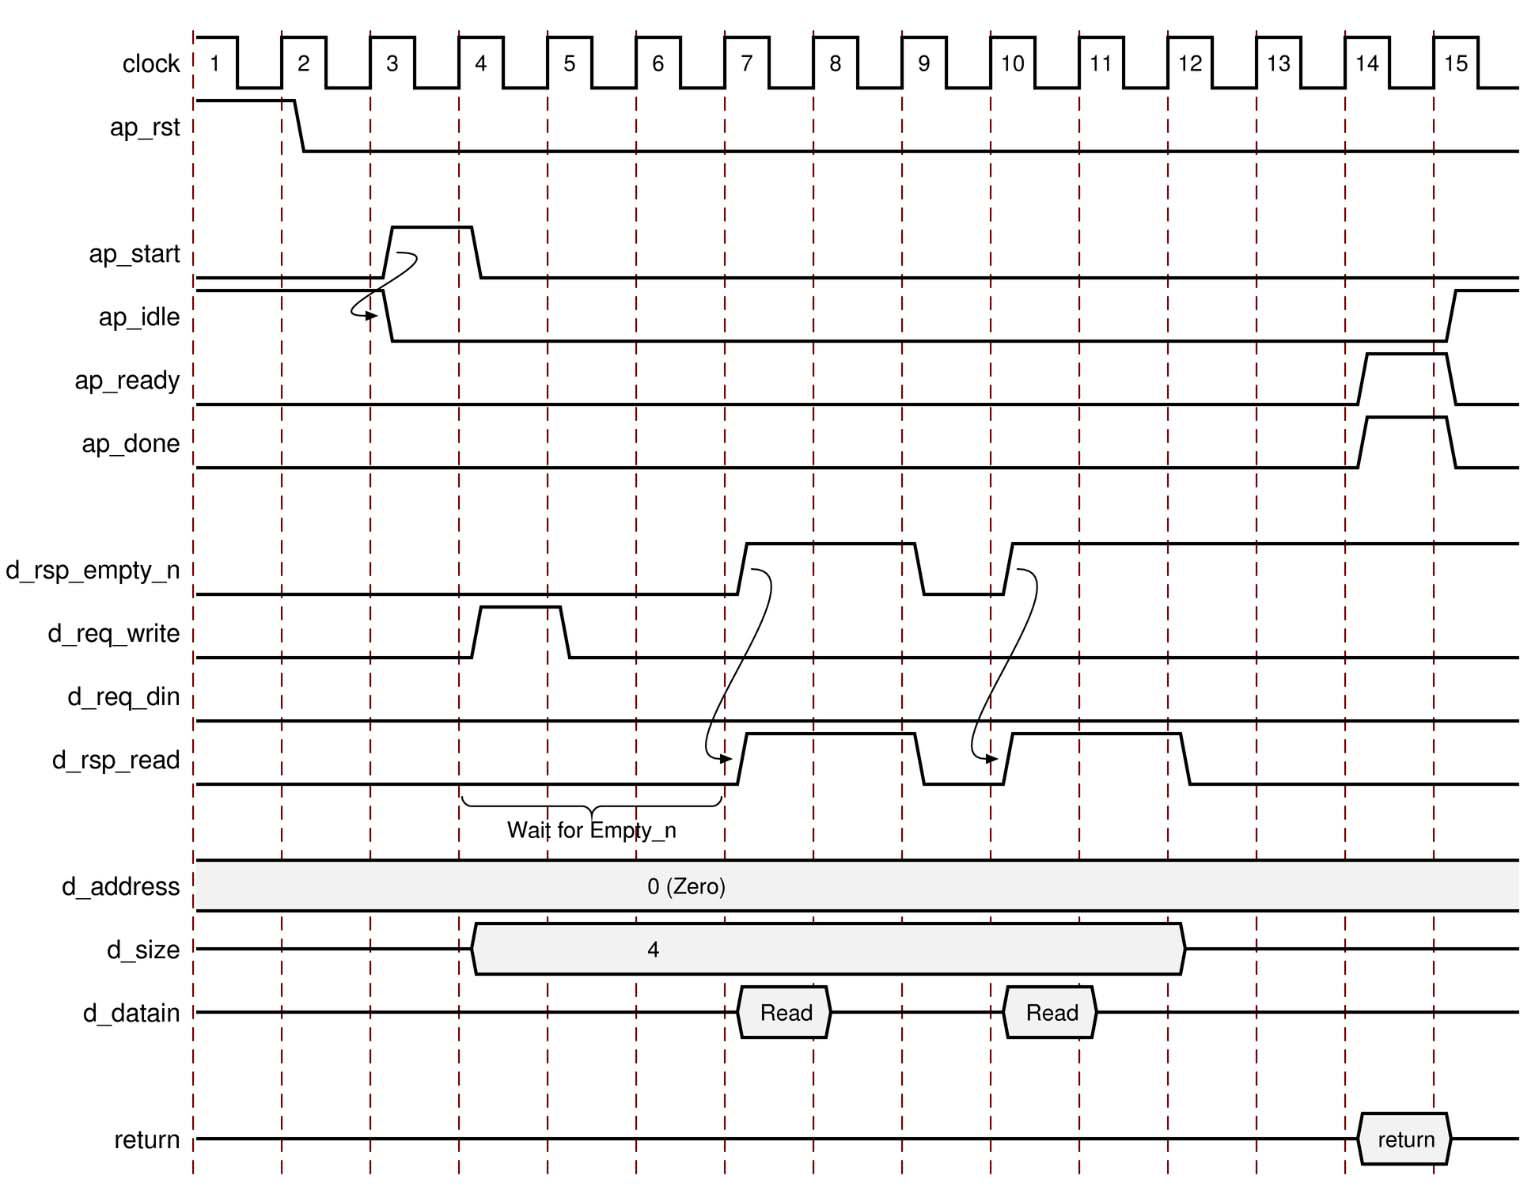 clock 1 2 3 4 5 6 7 8 9 10 11 12 13 14 15
ap_rst
ap_start
ap_idle
ap_ready
ap_done
d_rsp_empty_n
d_req_write
d_req_din
d_rsp_read
Wait for Empty_n
d_address 0 (Zero)
d_size 4
d_datain Read Read
return return